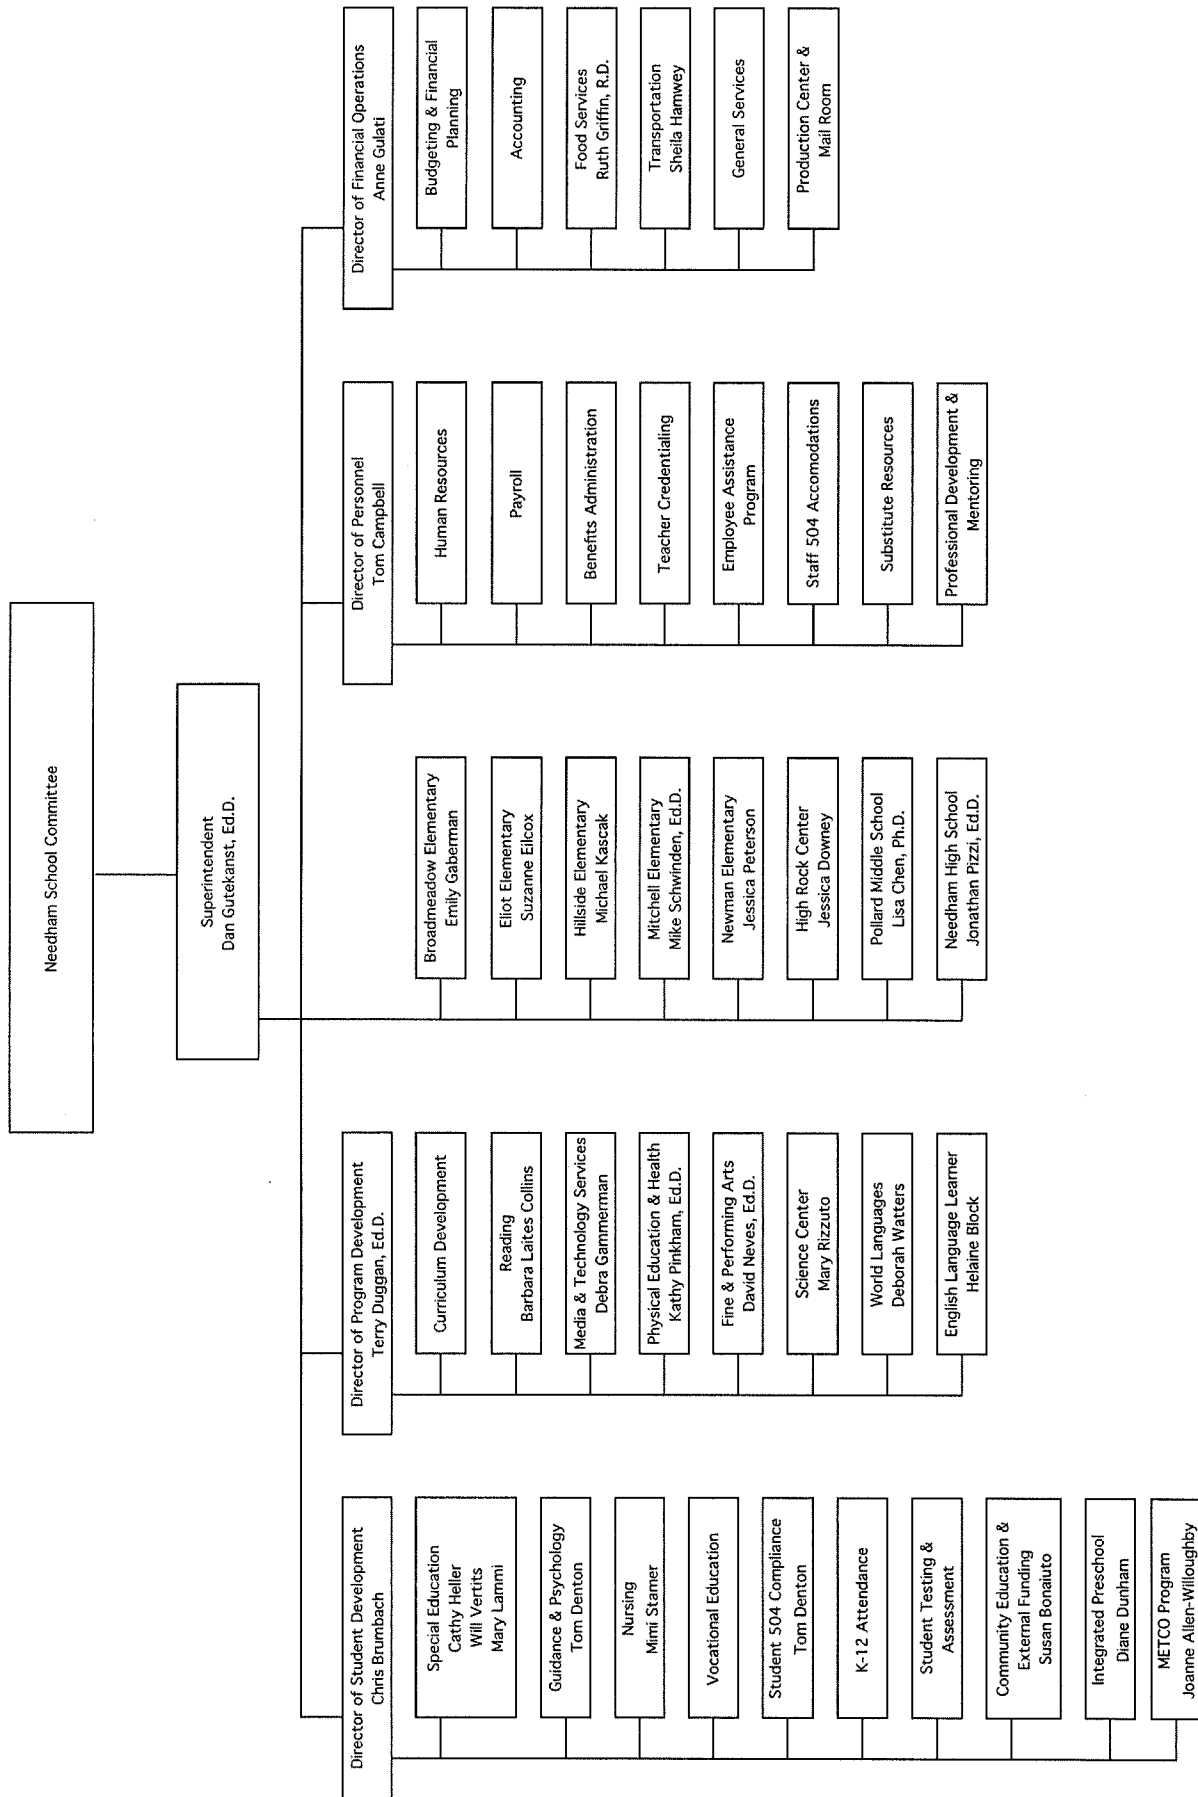 Needham School Committee
Superintendent
Dan Gutekanst, Ed.D.
Director of Student Development
Chris Brumbach
Special Education
Cathy Heller
Will Vertits
Mary Lammi
Guidance & Psychology
Tom Denton
Nursing
Mimi Stamer
Vocational Education
Student 504 Compliance
Tom Denton
K-12 Attendance
Student Testing &
Assessment
Community Education &
External Funding
Susan Bonaiuto
Integrated Preschool
Diane Dunham
METCO Program
Joanne Allen-Willoughby
Director of Program Development
Terry Duggan, Ed.D.
Curriculum Development
Reading
Barbara Laites Collins
Media & Technology Services
Debra Gammerman
Physical Education & Health
Kathy Pinkham, Ed.D.
Fine & Performing Arts
David Neves, Ed.D.
Science Center
Mary Rizzuto
World Languages
Deborah Watters
English Language Learner
Helaine Block
Broadmeadow Elementary
Emily Gaberman
Eliot Elementary
Suzanne Eilcox
Hillside Elementary
Michael Kascak
Mitchell Elementary
Mike Schwinden, Ed.D.
Newman Elementary
Jessica Peterson
High Rock Center
Jessica Downey
Pollard Middle School
Lisa Chen, Ph.D.
Needham High School
Jonathan Pizzi, Ed.D.
Director of Personnel
Tom Campbell
Human Resources
Payroll
Benefits Administration
Teacher Credentialing
Employee Assistance
Program
Staff 504 Accomodations
Substitute Resources
Professional Development &
Mentoring
Director of Financial Operations
Anne Gulati
Budgeting & Financial
Planning
Accounting
Food Services
Ruth Griffin, R.D.
Transportation
Sheila Hamwey
General Services
Production Center &
Mail Room